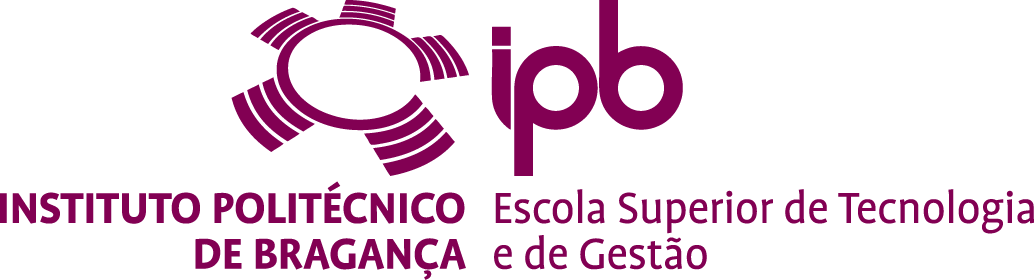 ipb
INSTITUTO POLITÉCNICO
DE BRAGANÇA
Escola Superior de Tecnologia
e de Gestão